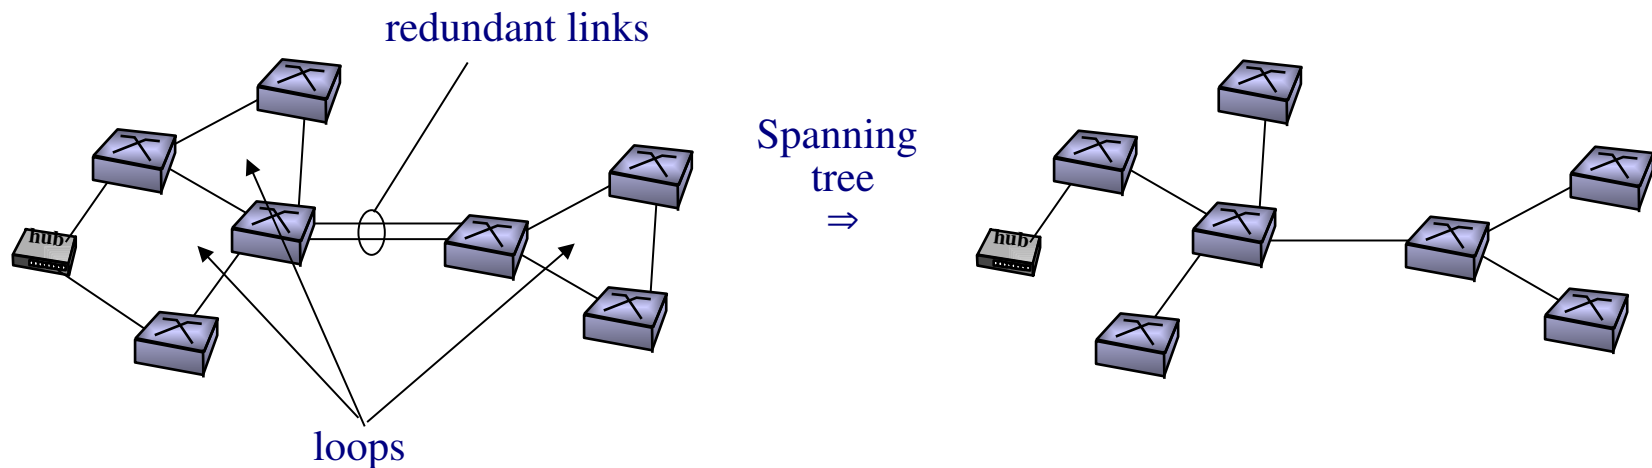 redundant links
hub
loops
Spanning
tree
⇒
hub